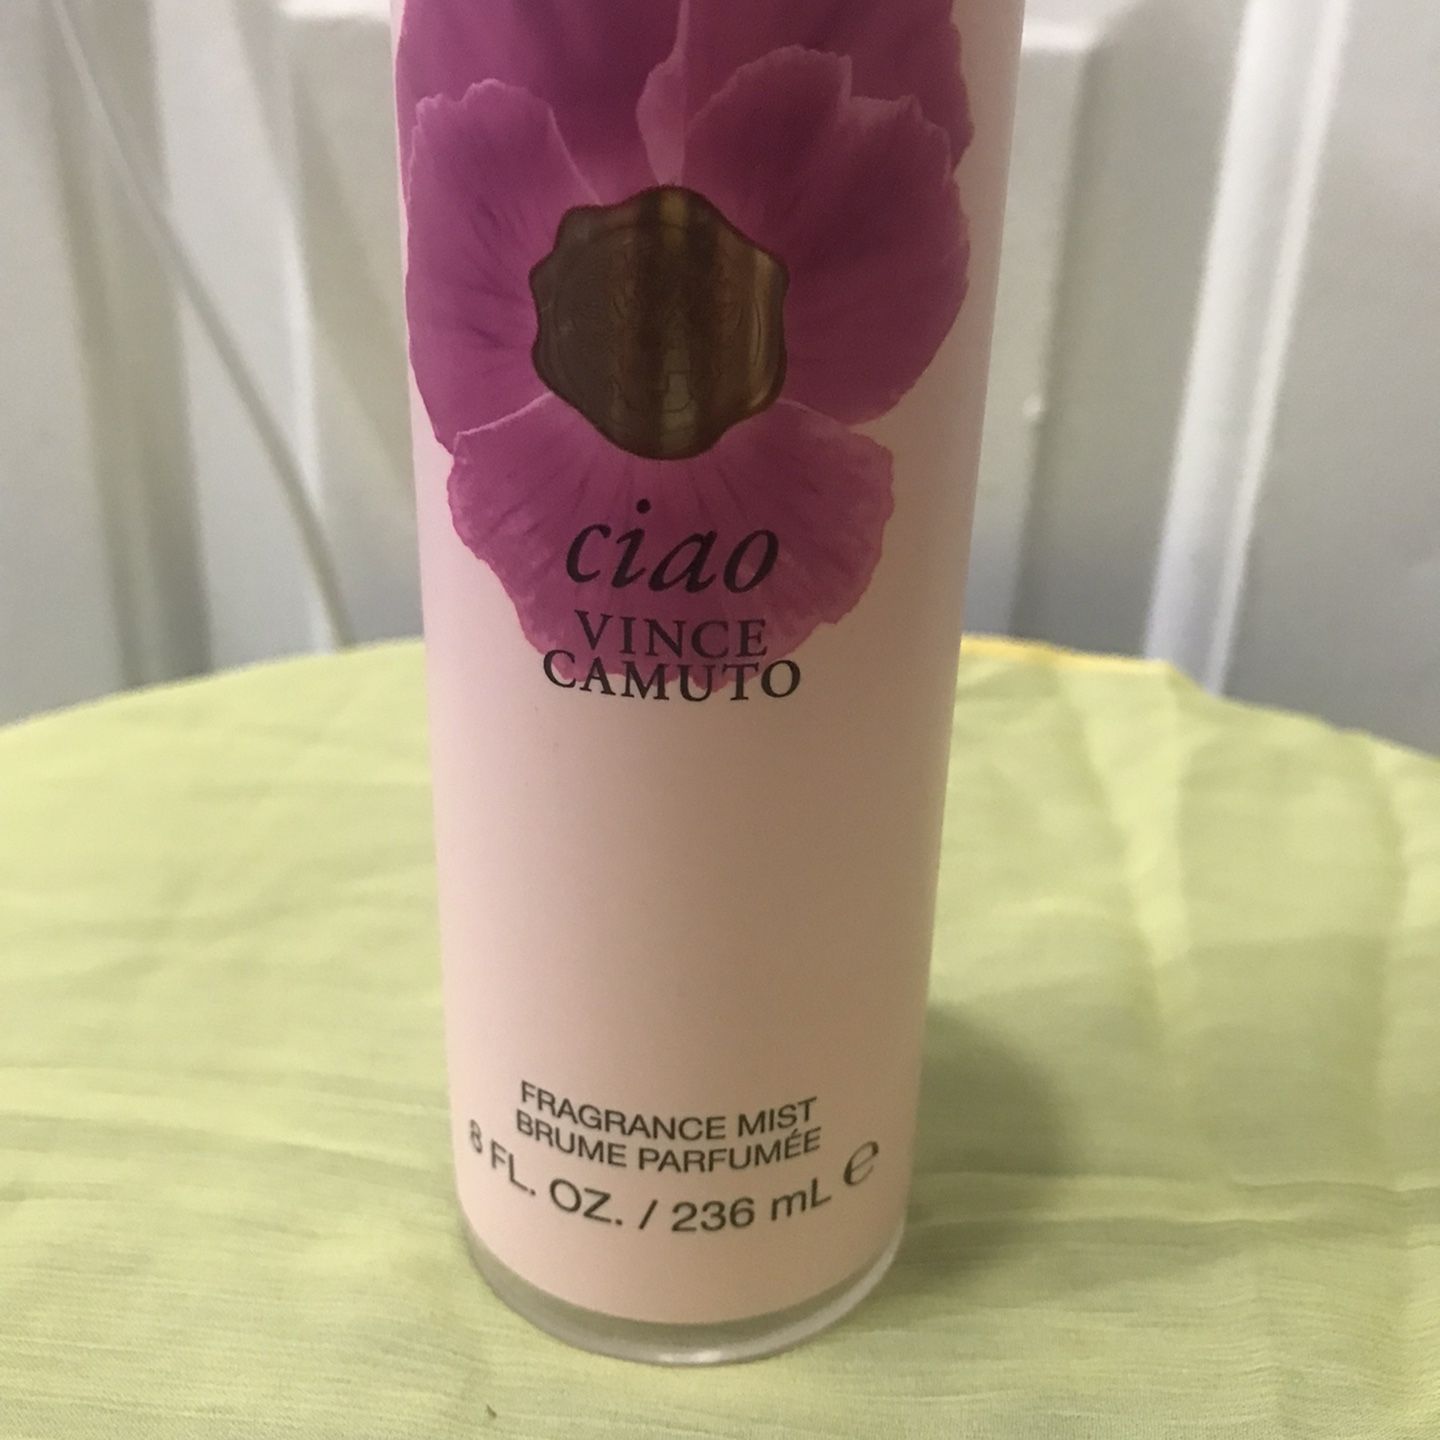 ciao
VINCE
CAMUTO
FRAGRANCE MIST
BRUME PARFUMÉE
8 FL. OZ. / 236 mL ℮